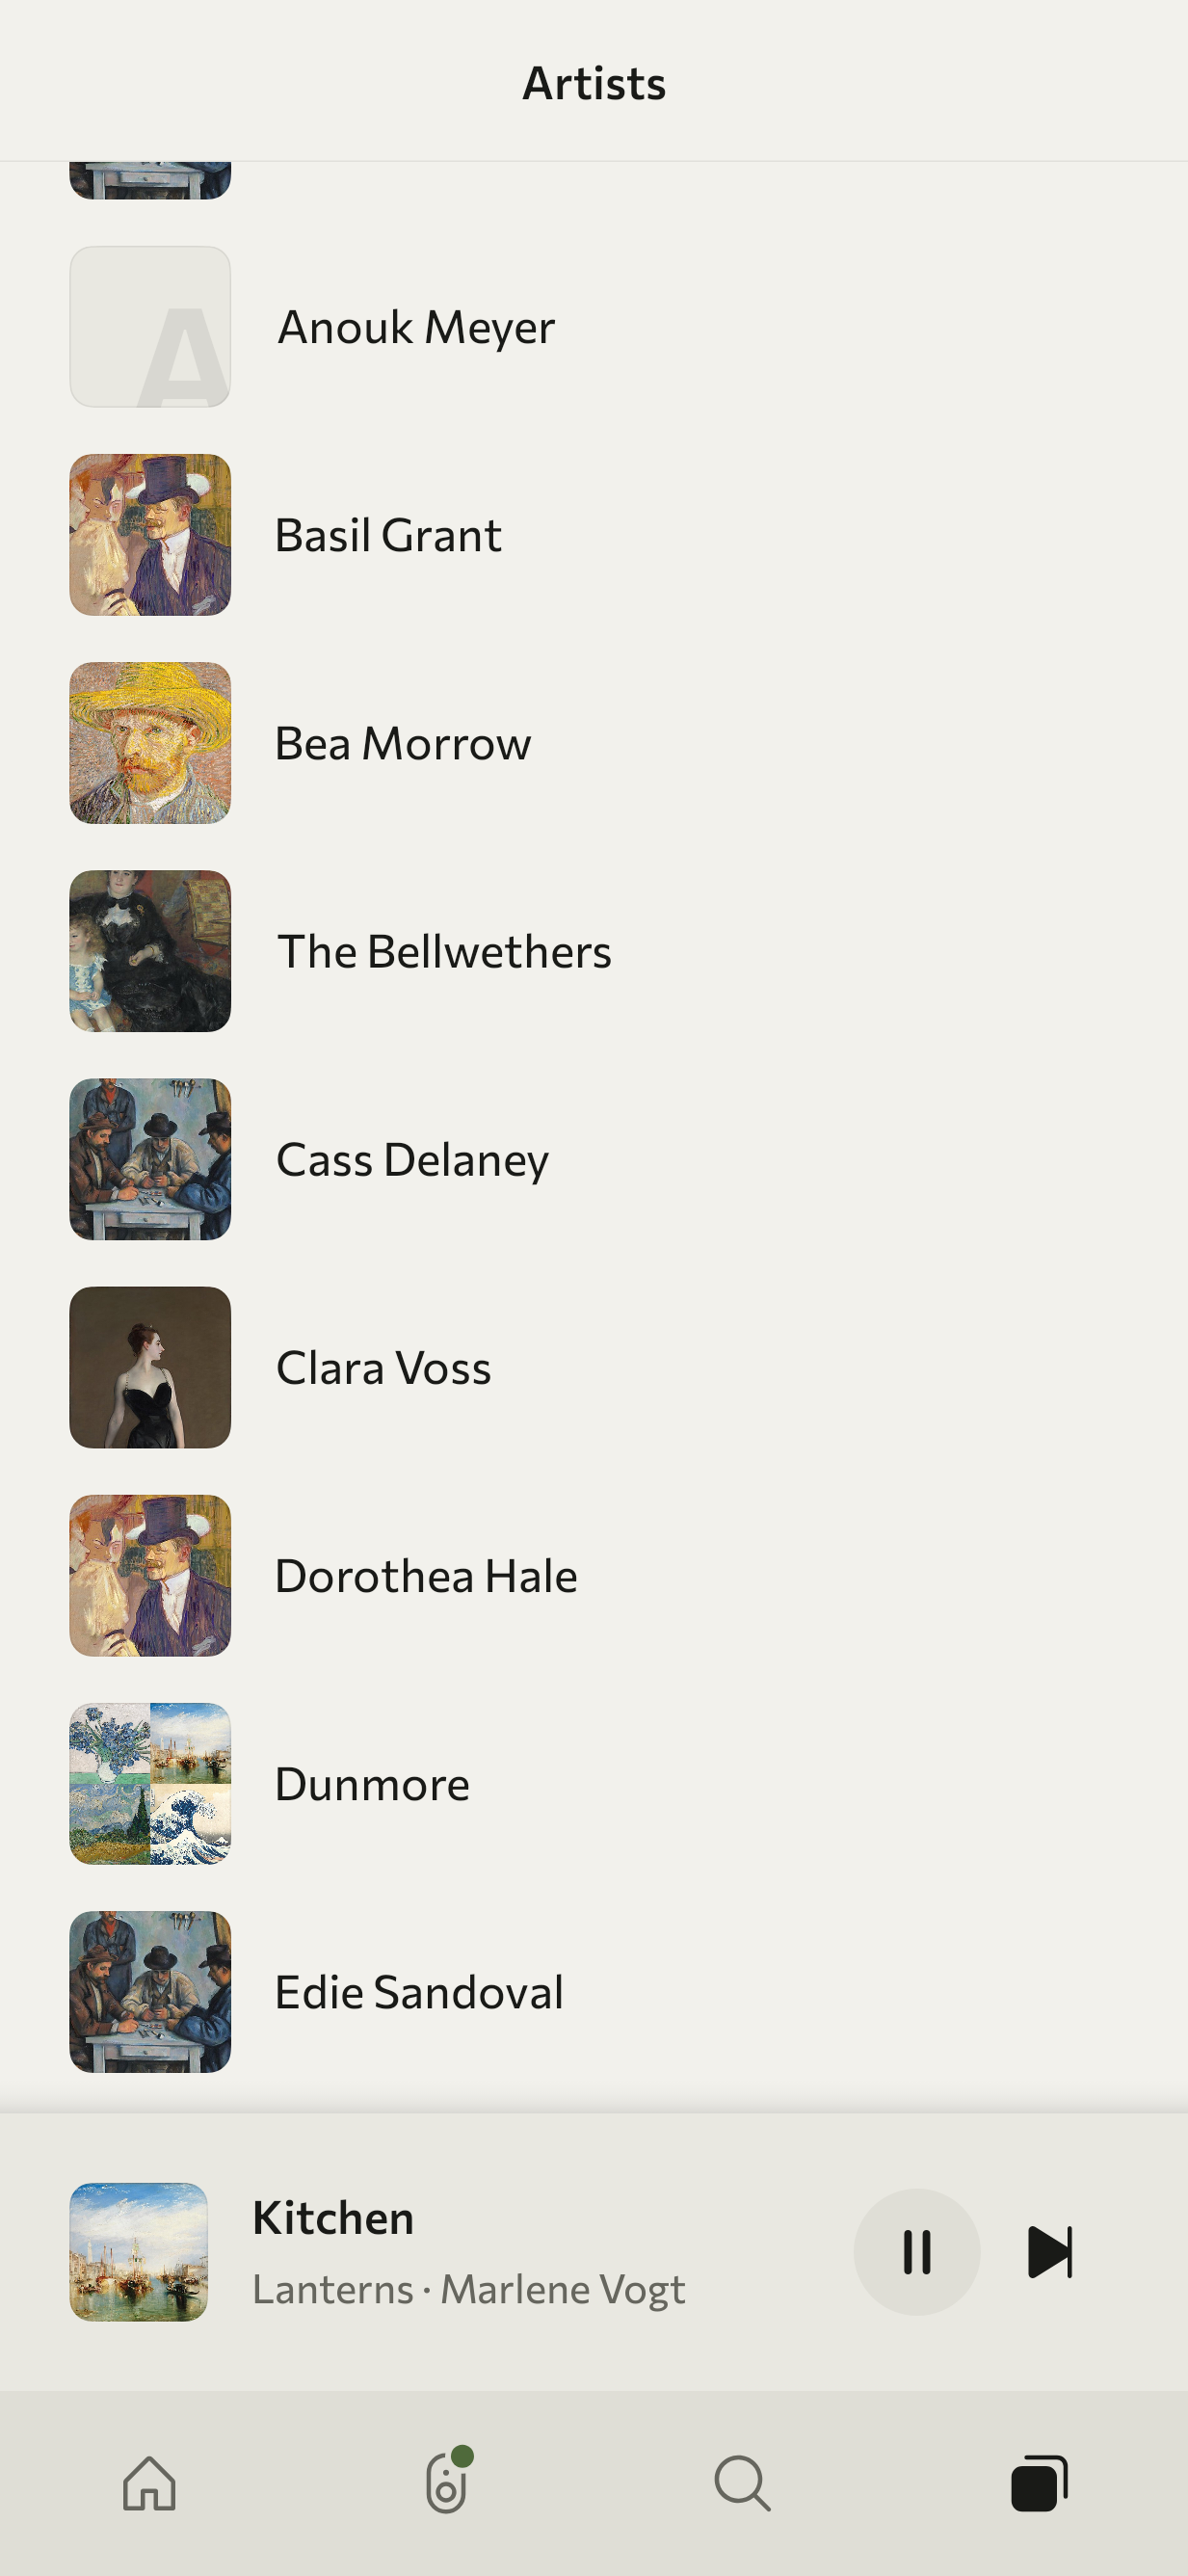 Artists
A
Anouk Meyer
Basil Grant
Bea Morrow
The Bellwethers
Cass Delaney
Clara Voss
Dorothea Hale
Dunmore
Edie Sandoval
Kitchen
Lanterns · Marlene Vogt